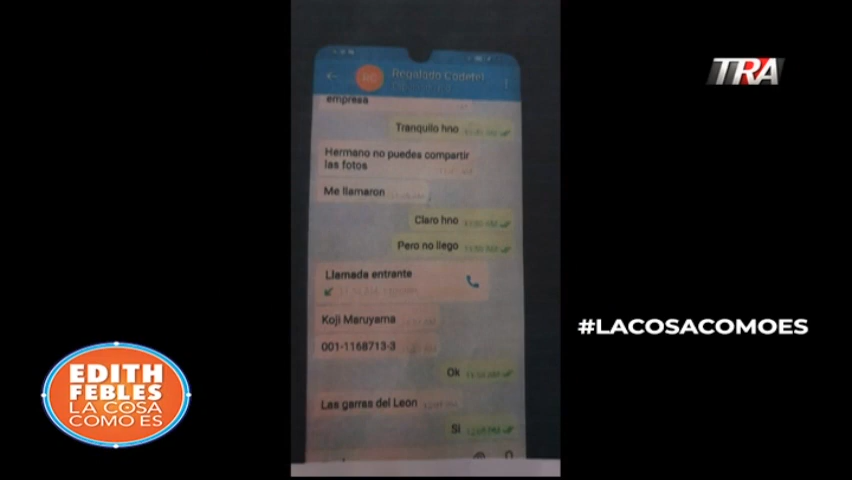 TRA
Regalado Codetel
empresa
Tranquilo hno
Hermano no puedes compartir
las fotos
Me llamaron
Claro hno
Pero no llego
Llamada entrante
Koji Maruyama
001-1168713-3
Ok
Las garras del Leon
Si
#LACOSACOMOES
EDITH
FEBLES
LA COSA
COMO ES